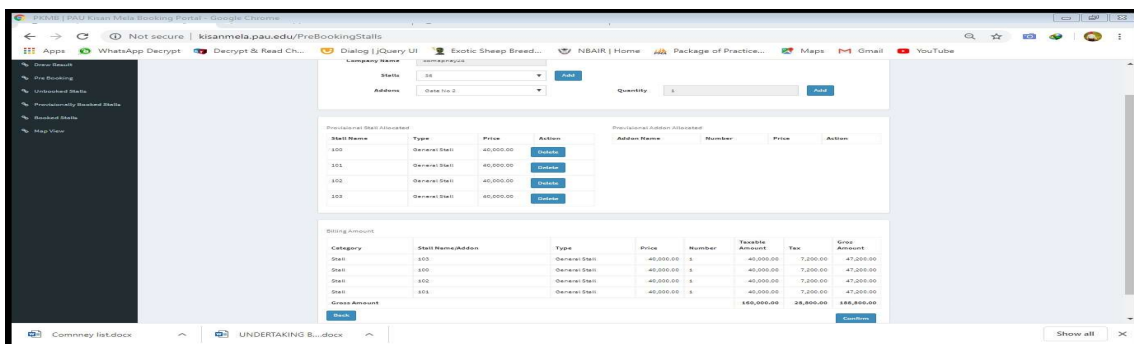 PKMB | PAU Kisan Mela Booking Portal - Google Chrome
Not secure | kisanmela.pau.edu/PreBookingStalls
Apps WhatsApp Decrypt Decrypt & Read Ch... Dialog | jQuery UI Exotic Sheep Breed... NBAIR | Home Package of Practice... Maps Gmail YouTube
Draw Result
Pre Booking
Unbooked Stalls
Provisionally Booked Stalls
Booked Stalls
Map View
Company Name
Stalls Add
Addons Gate No 2 Quantity 1 Add
Provisional Stall Allocated
Stall Name Type Price Action
100 General Stall 40,000.00 Delete
101 General Stall 40,000.00 Delete
102 General Stall 40,000.00 Delete
103 General Stall 40,000.00 Delete
Provisional Addon Allocated
Addon Name Number Price Action
Billing Amount
Category Stall Name/Addon Type Price Number Taxable Amount Tax Gros Amount
Stall 103 General Stall 40,000.00 1 40,000.00 7,200.00 47,200.00
Stall 100 General Stall 40,000.00 1 40,000.00 7,200.00 47,200.00
Stall 102 General Stall 40,000.00 1 40,000.00 7,200.00 47,200.00
Stall 101 General Stall 40,000.00 1 40,000.00 7,200.00 47,200.00
Gross Amount 160,000.00 28,800.00 188,800.00
Back Confirm
Comnney list.docx UNDERTAKING B....docx Show all